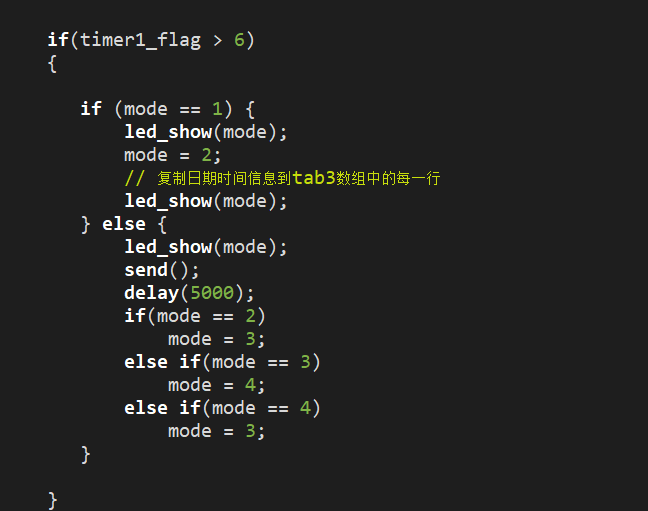 if(timer1_flag > 6)
{
if (mode == 1) {
led_show(mode);
mode = 2;
// 复制日期时间信息到tab3数组中的每一行
led_show(mode);
} else {
led_show(mode);
send();
delay(5000);
if(mode == 2)
mode = 3;
else if(mode == 3)
mode = 4;
else if(mode == 4)
mode = 3;
}
}